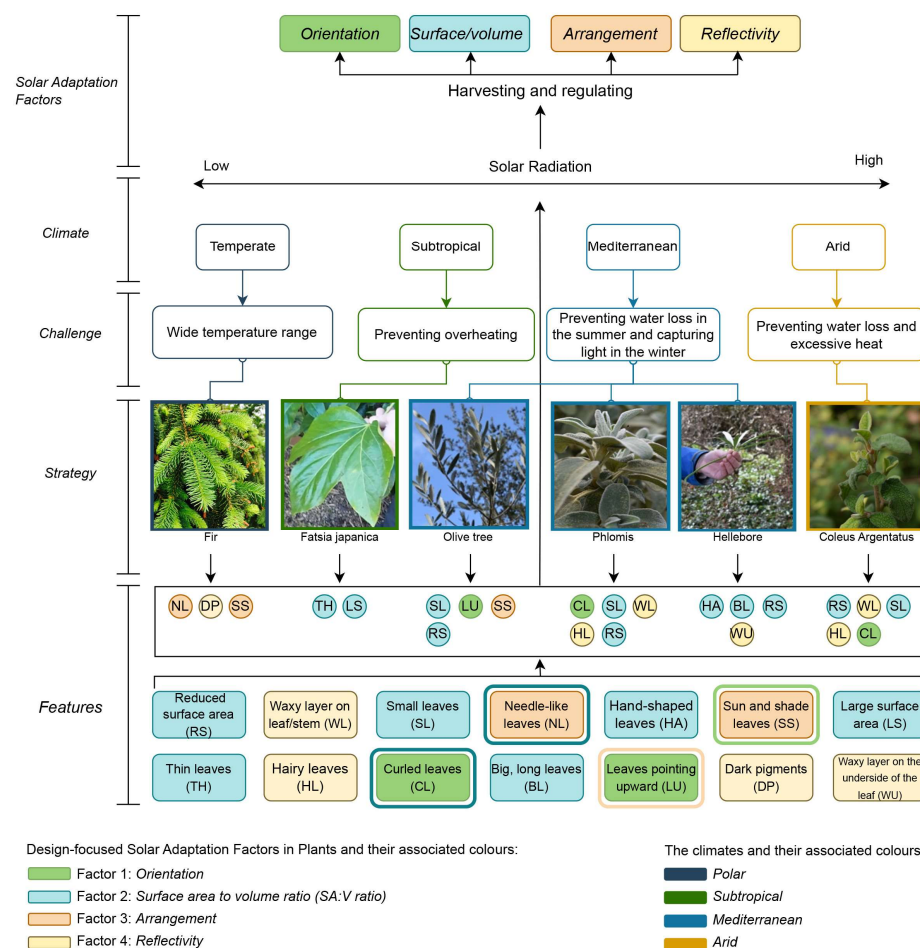 Orientation
Surface/volume
Arrangement
Reflectivity
Solar Adaptation
Factors
Harvesting and regulating
Low
Solar Radiation
High
Climate
Temperate
Subtropical
Mediterranean
Arid
Challenge
Wide temperature range
Preventing overheating
Preventing water loss in
the summer and capturing
light in the winter
Preventing water loss and
excessive heat
Strategy
Fir
Fatsia japanica
Olive tree
Phlomis
Hellebore
Coleus Argentatus
NL DP SS
TH LS
SL LU SS
RS
CL SL WL
HL RS
HA BL RS
WU
RS WL SL
HL CL
Features
Reduced
surface area
(RS)
Waxy layer on
leaf/stem (WL)
Small leaves
(SL)
Needle-like
leaves (NL)
Hand-shaped
leaves (HA)
Sun and shade
leaves (SS)
Large surface
area (LS)
Thin leaves
(TH)
Hairy leaves
(HL)
Curled leaves
(CL)
Big, long leaves
(BL)
Leaves pointing
upward (LU)
Dark pigments
(DP)
Waxy layer on the
underside of the
leaf (WU)
Design-focused Solar Adaptation Factors in Plants and their associated colours:
Factor 1: Orientation
Factor 2: Surface area to volume ratio (SA:V ratio)
Factor 3: Arrangement
Factor 4: Reflectivity
The climates and their associated colours
Polar
Subtropical
Mediterranean
Arid